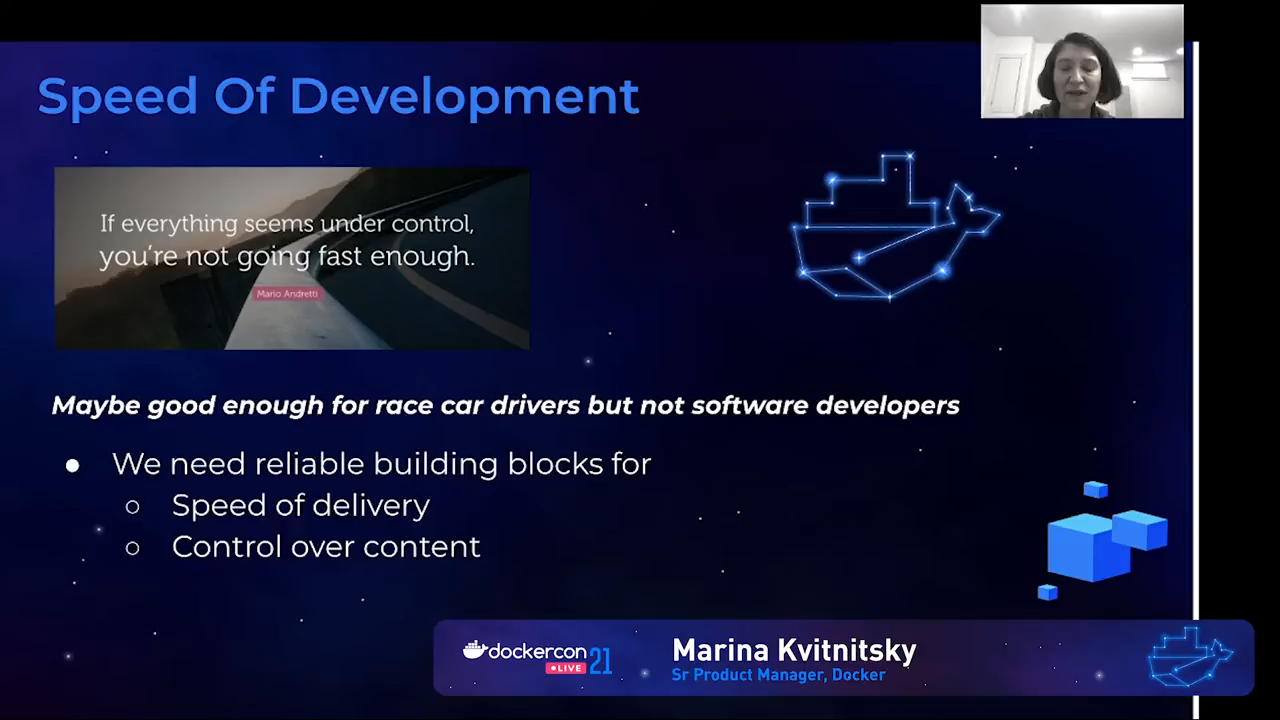 Speed Of Development
If everything seems under control,
you're not going fast enough.
Mario Andretti
Maybe good enough for race car drivers but not software developers
● We need reliable building blocks for
○ Speed of delivery
○ Control over content
dockercon
LIVE 21
Marina Kvitnitsky
Sr Product Manager, Docker